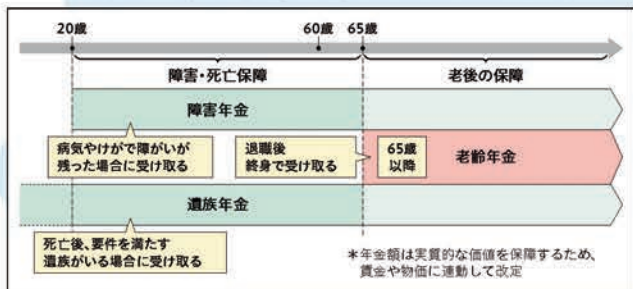 20歳 60歳 65歳
障害・死亡保障 老後の保障
障害年金
病気やけがで障がいが
残った場合に受け取る
退職後
終身で受け取る
65歳
以降
老齢年金
遺族年金
死亡後、要件を満たす
遺族がいる場合に受け取る
*年金額は実質的な価値を保障するため、
賃金や物価に連動して改定